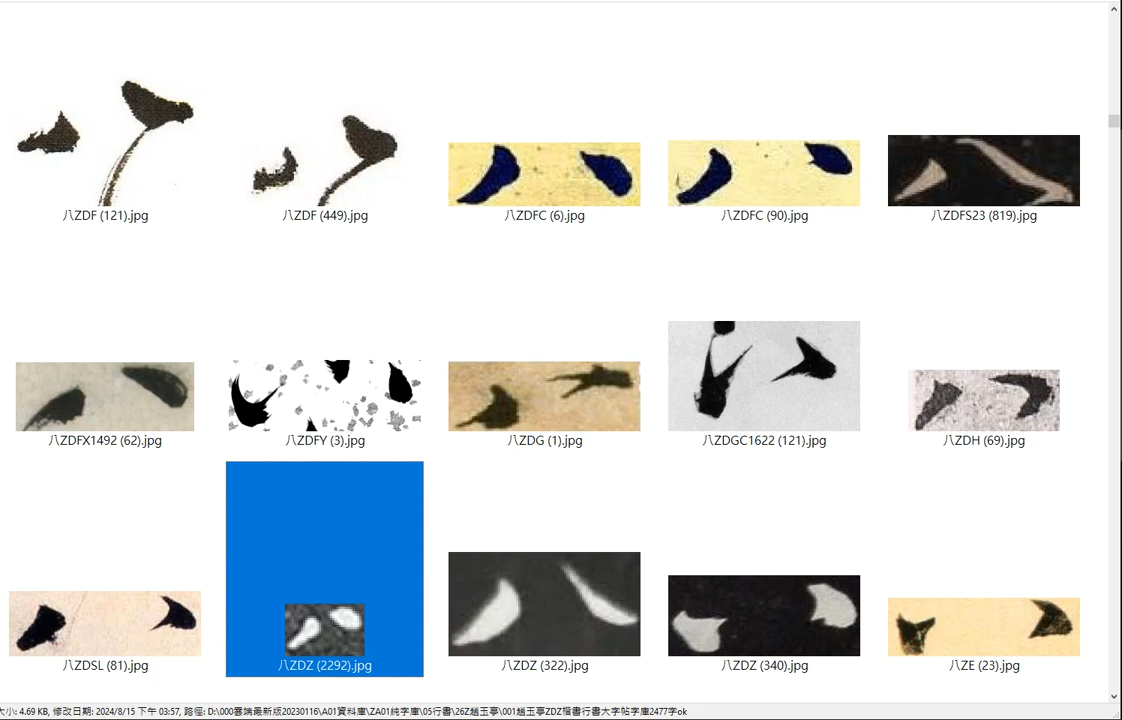 八ZDF (121).jpg
八ZDF (449).jpg
八ZDFC (6).jpg
八ZDFC (90).jpg
八ZDFS23 (819).jpg
八ZDFX1492 (62).jpg
八ZDFY (3).jpg
八ZDG (1).jpg
八ZDGC1622 (121).jpg
八ZDH (69).jpg
八ZDSL (81).jpg
八ZDZ (2292).jpg
八ZDZ (322).jpg
八ZDZ (340).jpg
八ZE (23).jpg
大小: 4.69 KB, 修改日期: 2024/8/15 下午 03:57, 路徑: D:\000雲端最新版20230116\A01資料庫\ZA01純字庫\05行書\26Z趙玉亭\001趙玉亭ZDZ楷書行書大字帖字庫2477字ok